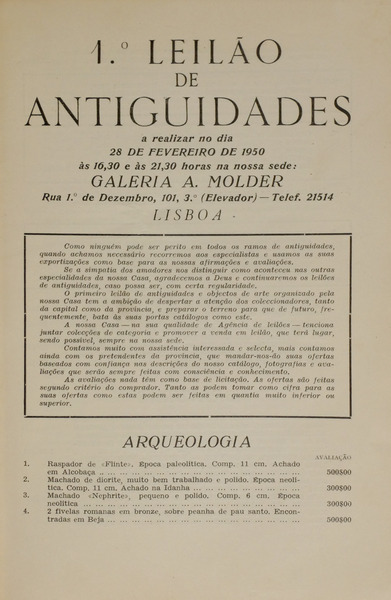 1.º LEILÃO
DE
ANTIGUIDADES
a realizar no dia
28 DE FEVEREIRO DE 1950
às 16,30 e às 21,30 horas na nossa sede:
GALERIA A. MOLDER
Rua 1.º de Dezembro, 101, 3.º (Elevador) — Telef. 21514
LISBOA
Como ninguém pode ser perito em todos os ramos de antiguidades,
quando achamos necessário recorremos aos especialistas e usamos as suas
exportizações como base para as nossas afirmações e avaliações.
Se a simpatia dos amadores nos distinguir como aconteceu nas outras
especialidades da nossa Casa, agradecemos a Deus e continuaremos os leilões
de antiguidades, caso possa ser, com certa regularidade.
O primeiro leilão de antiguidades e objectos de arte organizado pela
nossa Casa tem a ambição de despertar a atenção dos coleccionadores, tanto
da capital como da província, e preparar o terreno para que de futuro, fre-
quentemente, bata às suas portas catálogos como este.
A nossa Casa — na sua qualidade de Agência de leilões — tenciona
juntar colecções de categoria e promover a venda em leilão, que terá lugar,
sendo possível, sempre na nossa sede.
Contamos muito com assistência interessada e selecta, mais contamos
ainda com os pretendentes da província, que mandar-nos-ão suas ofertas
baseados com confiança nas descrições do nosso catálogo, fotografias e ava-
liações que serão sempre feitas com consciência e conhecimento.
As avaliações nada têm como base de licitação. As ofertas são feitas
segundo critério do comprador. Tanto as podem tomar como cifra para as
suas ofertas como estas podem ser feitas em quantia muito inferior ou
superior.
ARQUEOLOGIA
AVALIAÇÃO
1. Raspador de «Flinte». Época paleolítica. Comp. 11 cm. Achado
em Alcobaça ... 500$00
2. Machado de diorite, muito bem trabalhado e polido. Época neolí-
tica. Comp. 11 cm. Achado na Idanha ... 300$00
3. Machado «Nephrite», pequeno e polido. Comp. 6 cm. Época
neolítica ... 300$00
4. 2 fivelas romanas em bronze, sobre peanha de pau santo. Encon-
tradas em Beja ... 500$00